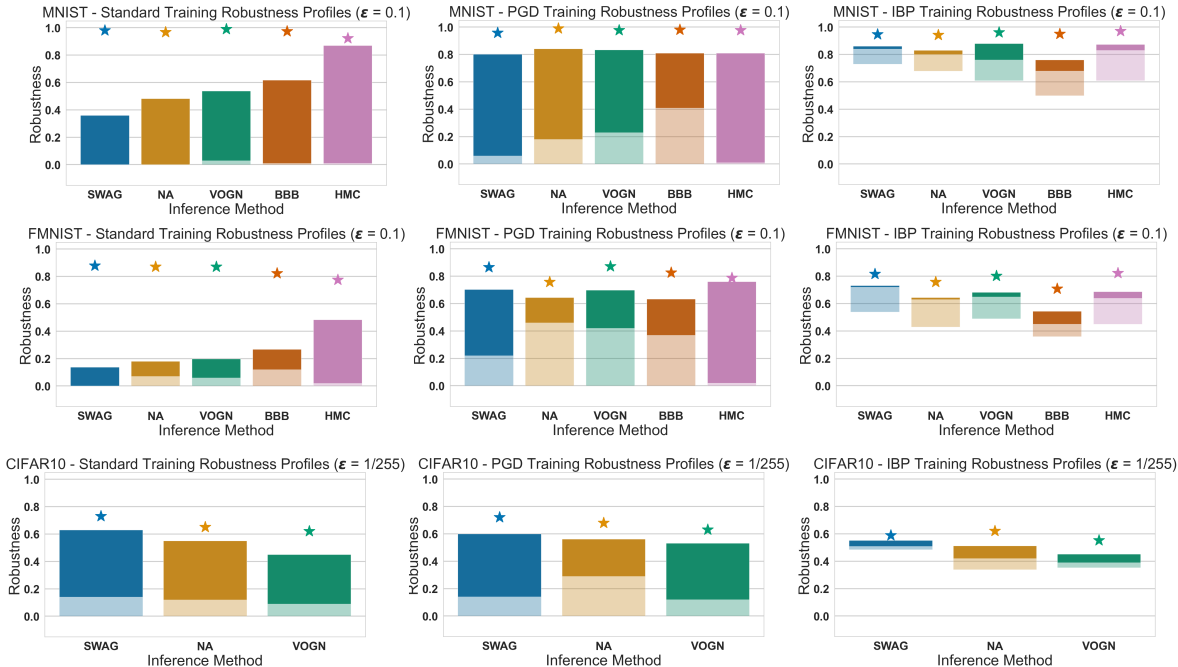 MNIST - Standard Training Robustness Profiles (ε = 0.1)
1.0
0.8
0.6
0.4
0.2
0.0
Robustness
SWAG NA VOGN BBB HMC
Inference Method
MNIST - PGD Training Robustness Profiles (ε = 0.1)
1.0
0.8
0.6
0.4
0.2
0.0
Robustness
SWAG NA VOGN BBB HMC
Inference Method
MNIST - IBP Training Robustness Profiles (ε = 0.1)
1.0
0.8
0.6
0.4
0.2
0.0
Robustness
SWAG NA VOGN BBB HMC
Inference Method
FMNIST - Standard Training Robustness Profiles (ε = 0.1)
1.0
0.8
0.6
0.4
0.2
0.0
Robustness
SWAG NA VOGN BBB HMC
Inference Method
FMNIST - PGD Training Robustness Profiles (ε = 0.1)
1.0
0.8
0.6
0.4
0.2
0.0
Robustness
SWAG NA VOGN BBB HMC
Inference Method
FMNIST - IBP Training Robustness Profiles (ε = 0.1)
1.0
0.8
0.6
0.4
0.2
0.0
Robustness
SWAG NA VOGN BBB HMC
Inference Method
CIFAR10 - Standard Training Robustness Profiles (ε = 1/255)
1.0
0.8
0.6
0.4
0.2
0.0
Robustness
SWAG NA VOGN
Inference Method
CIFAR10 - PGD Training Robustness Profiles (ε = 1/255)
1.0
0.8
0.6
0.4
0.2
0.0
Robustness
SWAG NA VOGN
Inference Method
CIFAR10 - IBP Training Robustness Profiles (ε = 1/255)
1.0
0.8
0.6
0.4
0.2
0.0
Robustness
SWAG NA VOGN
Inference Method